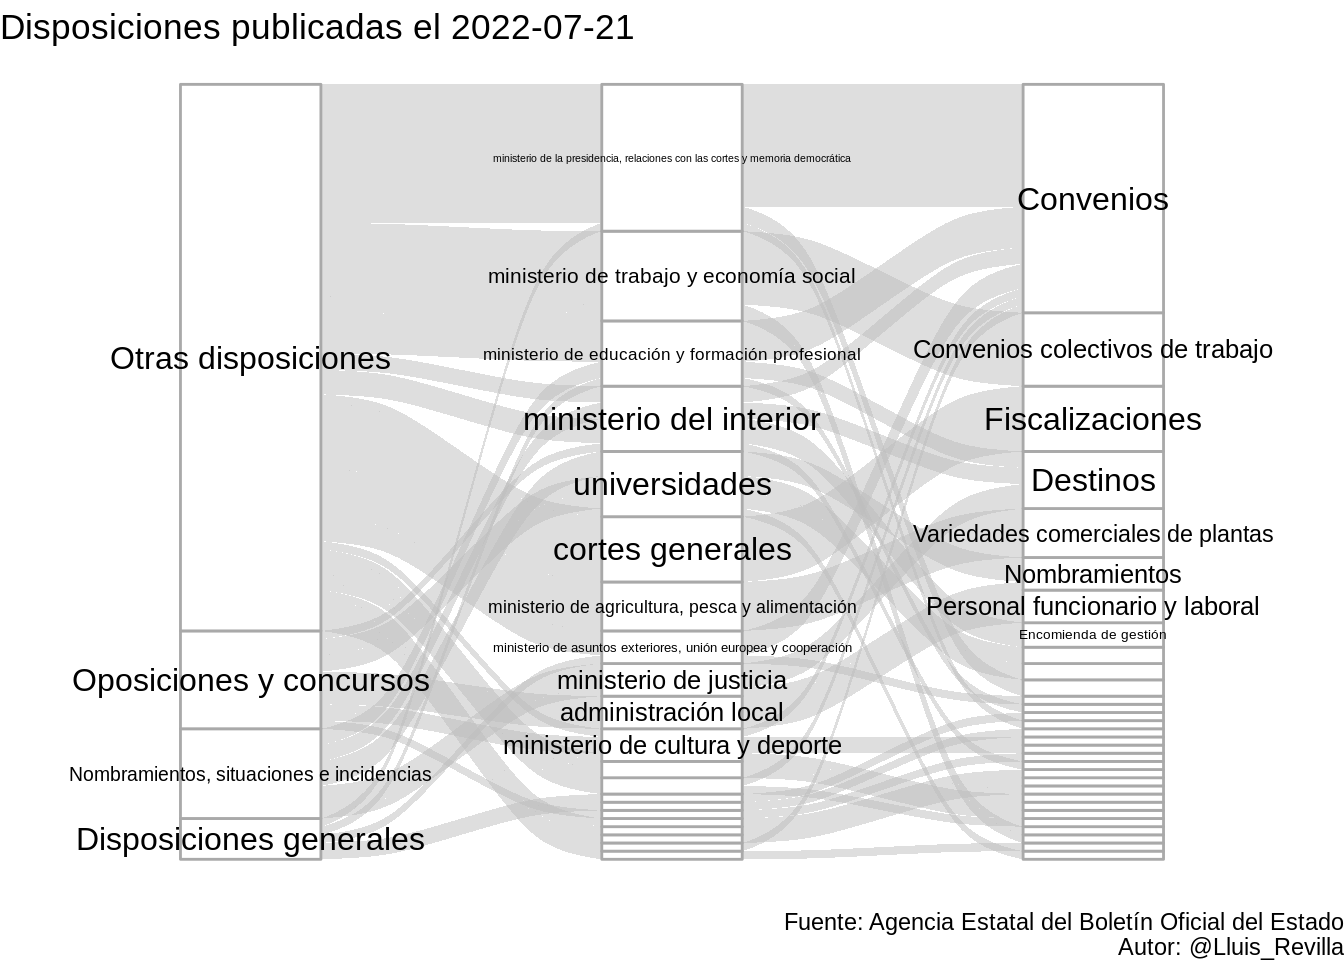 Disposiciones publicadas el 2022-07-21
Otras disposiciones
Oposiciones y concursos
Nombramientos, situaciones e incidencias
Disposiciones generales
ministerio de la presidencia, relaciones con las cortes y memoria democrática
ministerio de trabajo y economía social
ministerio de educación y formación profesional
ministerio del interior
universidades
cortes generales
ministerio de agricultura, pesca y alimentación
ministerio de asuntos exteriores, unión europea y cooperación
ministerio de justicia
administración local
ministerio de cultura y deporte
Convenios
Convenios colectivos de trabajo
Fiscalizaciones
Destinos
Variedades comerciales de plantas
Nombramientos
Personal funcionario y laboral
Encomienda de gestión
Fuente: Agencia Estatal del Boletín Oficial del Estado
Autor: @Lluis_Revilla